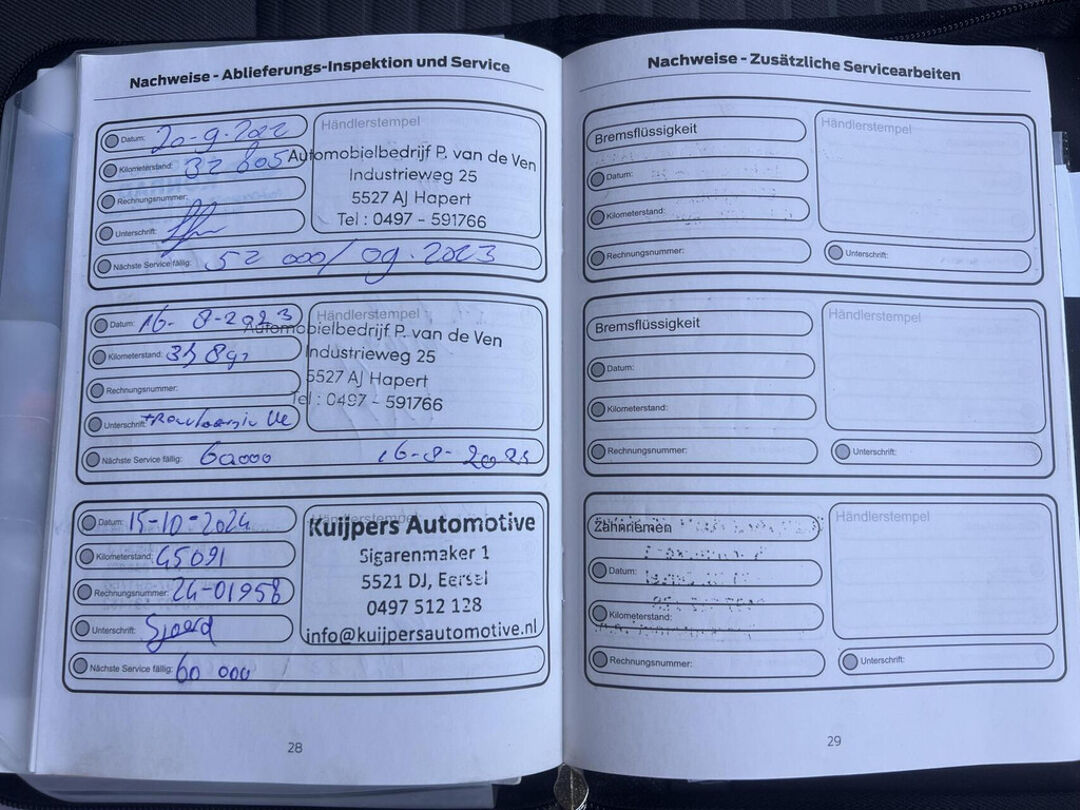 Nachweise - Ablieferungs-Inspektion und Service
Datum: 20-9-2022
Kilometerstand: 32 805
Rechnungsnummer:
Unterschrift:
Nächste Service fällig: 52 000/ 09.2023
Händlerstempel
Automobielbedrijf P. van de Ven
Industrieweg 25
5527 AJ Hapert
Tel : 0497 - 591766
Datum: 16-8-2023
Kilometerstand:
Rechnungsnummer:
Unterschrift:
Nächste Service fällig: 60000 16-8-
Händlerstempel
Automobielbedrijf P. van de Ven
Industrieweg 25
5527 AJ Hapert
Tel : 0497 - 591766
Datum: 15-10-2024
Kilometerstand: 45091
Rechnungsnummer: 24-01958
Unterschrift: Sjoerd
Nächste Service fällig: 60 000
Händlerstempel
Kuijpers Automotive
Sigarenmaker 1
5521 DJ, Eersel
0497 512 128
info@kuijpersautomotive.nl
28
Nachweise - Zusätzliche Servicearbeiten
Bremsflüssigkeit
Datum:
Kilometerstand:
Rechnungsnummer:
Händlerstempel
Unterschrift:
Bremsflüssigkeit
Datum:
Kilometerstand:
Rechnungsnummer:
Händlerstempel
Unterschrift:
Zahnriemen
Datum:
Kilometerstand:
Rechnungsnummer:
Händlerstempel
Unterschrift:
29